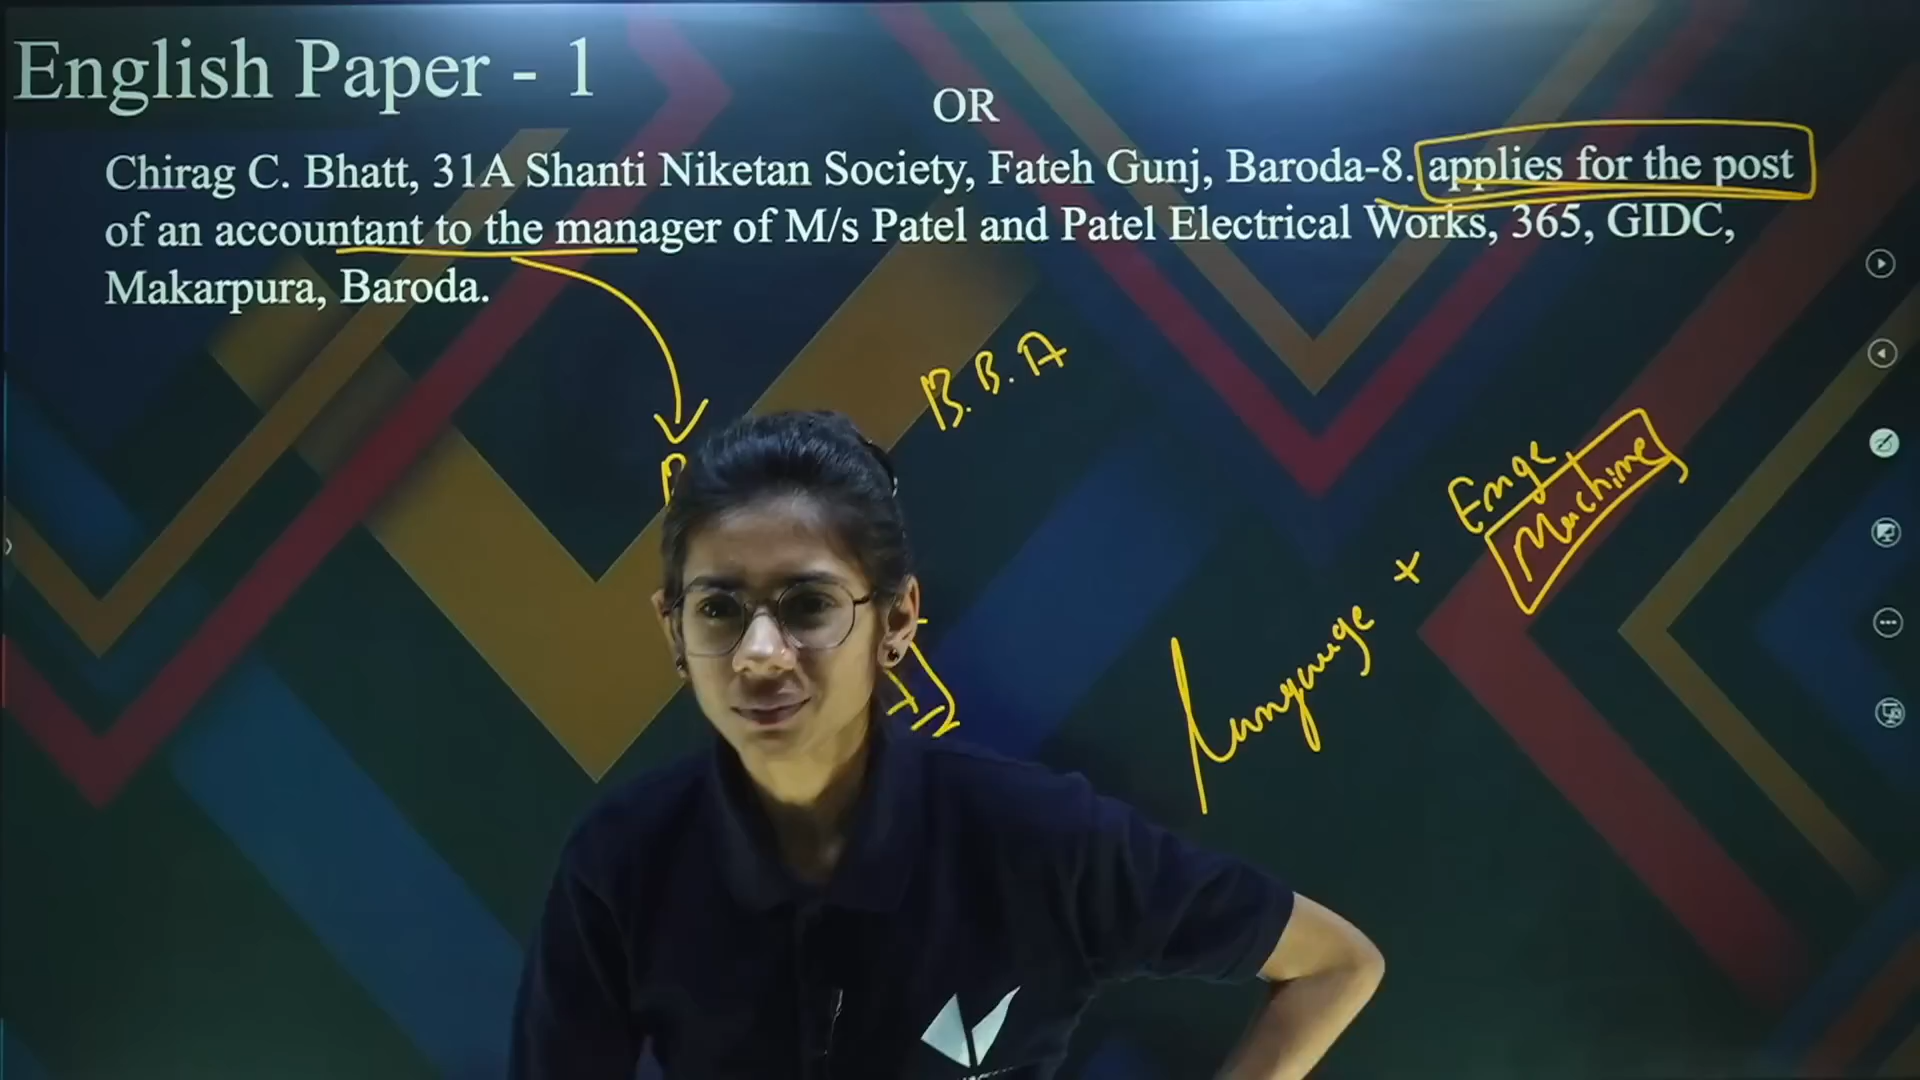 English Paper - 1
OR
Chirag C. Bhatt, 31A Shanti Niketan Society, Fateh Gunj, Baroda-8. applies for the post
of an accountant to the manager of M/s Patel and Patel Electrical Works, 365, GIDC,
Makarpura, Baroda.
B.B.A
Language +
Machine